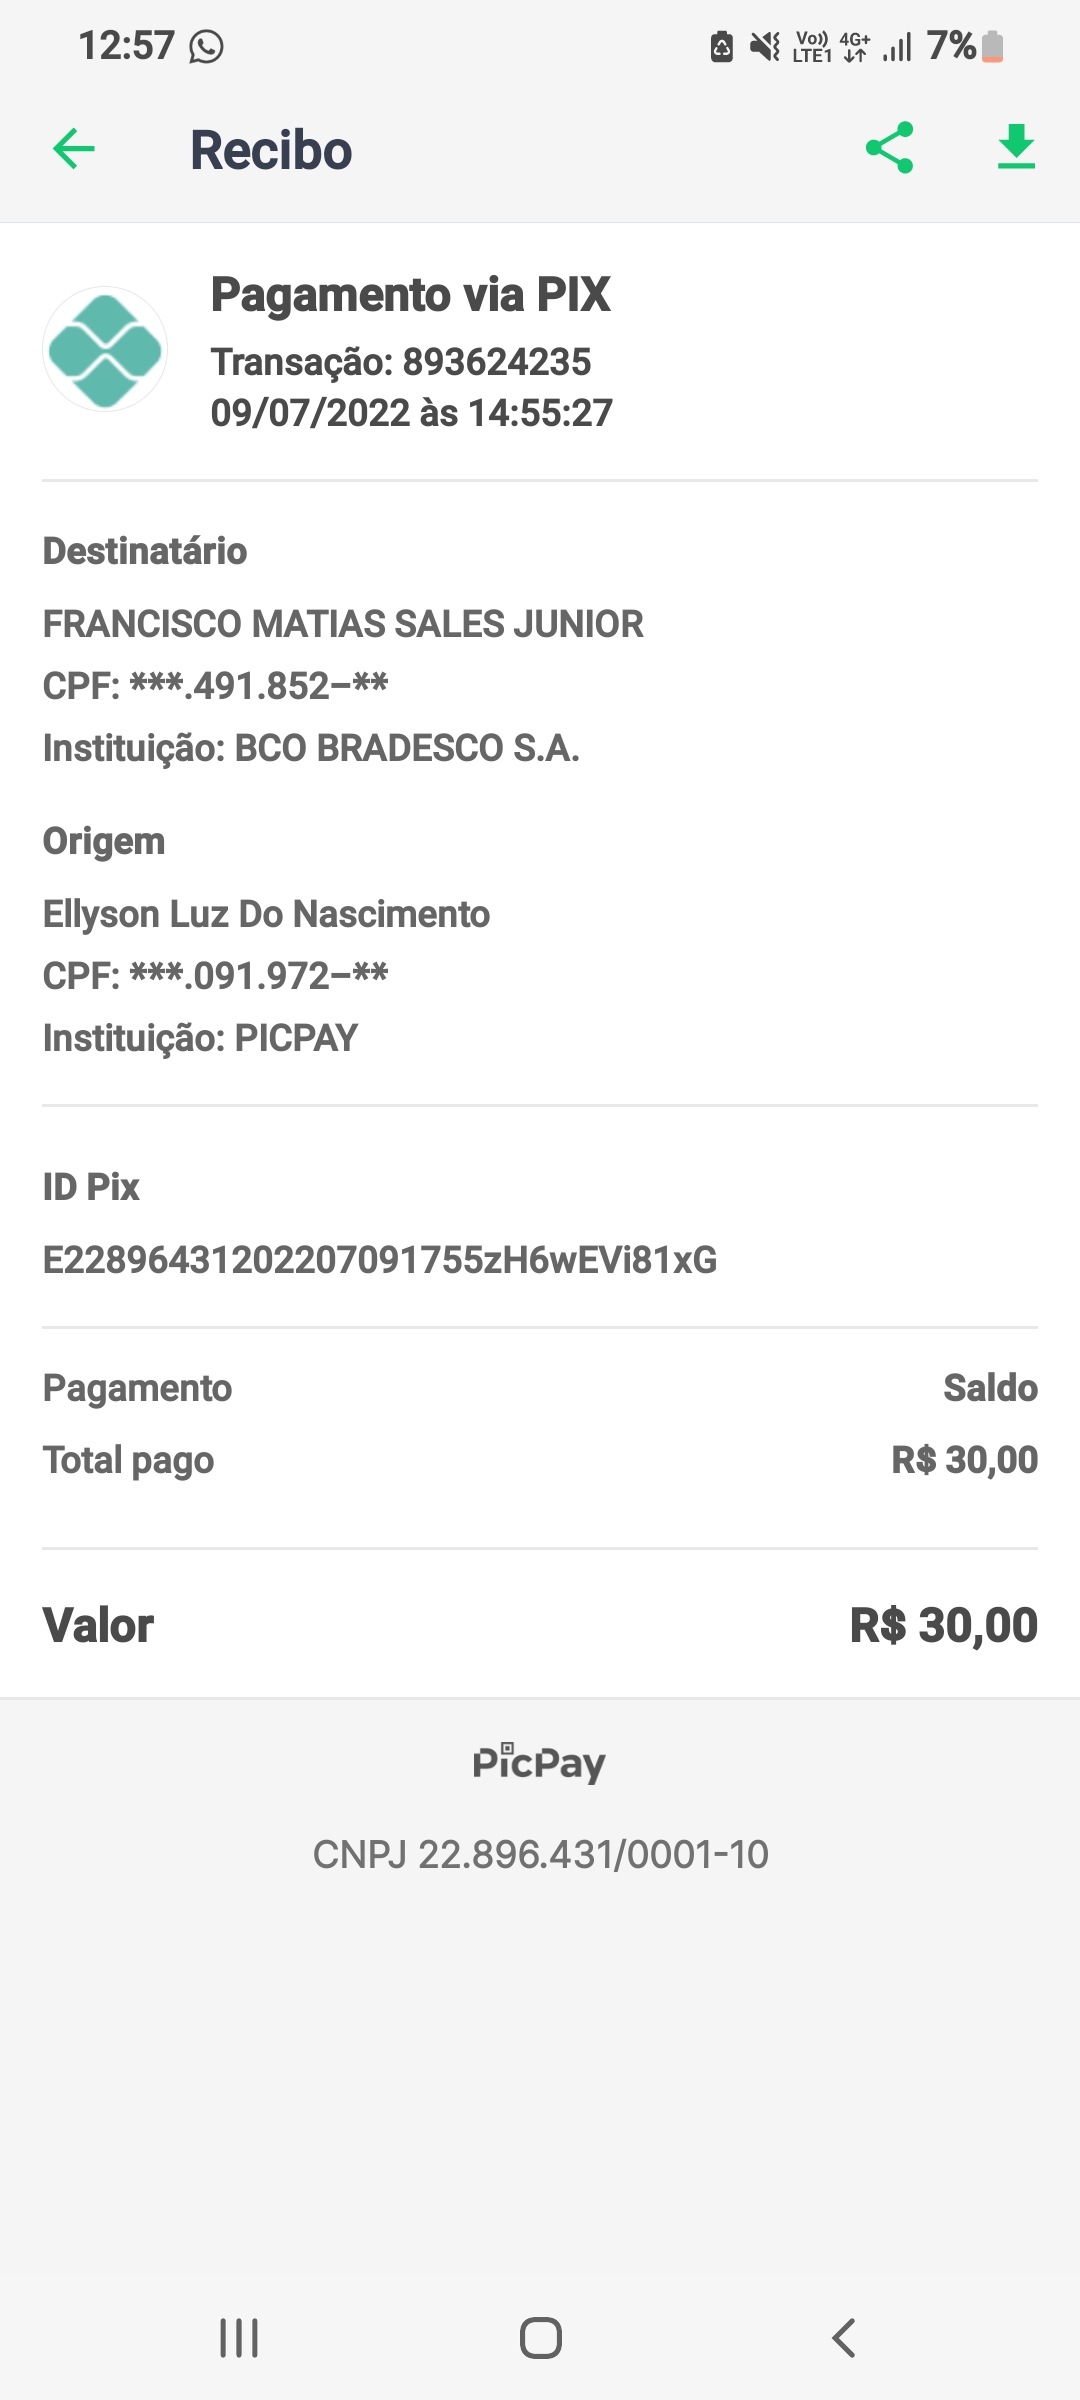 12:57 Vo)) LTE1 4G+ 7%
Recibo
Pagamento via PIX
Transação: 893624235
09/07/2022 às 14:55:27
Destinatário
FRANCISCO MATIAS SALES JUNIOR
CPF: ***.491.852–**
Instituição: BCO BRADESCO S.A.
Origem
Ellyson Luz Do Nascimento
CPF: ***.091.972–**
Instituição: PICPAY
ID Pix
E22896431202207091755zH6wEVi81xG
Pagamento Saldo
Total pago R$ 30,00
Valor R$ 30,00
PicPay
CNPJ 22.896.431/0001-10